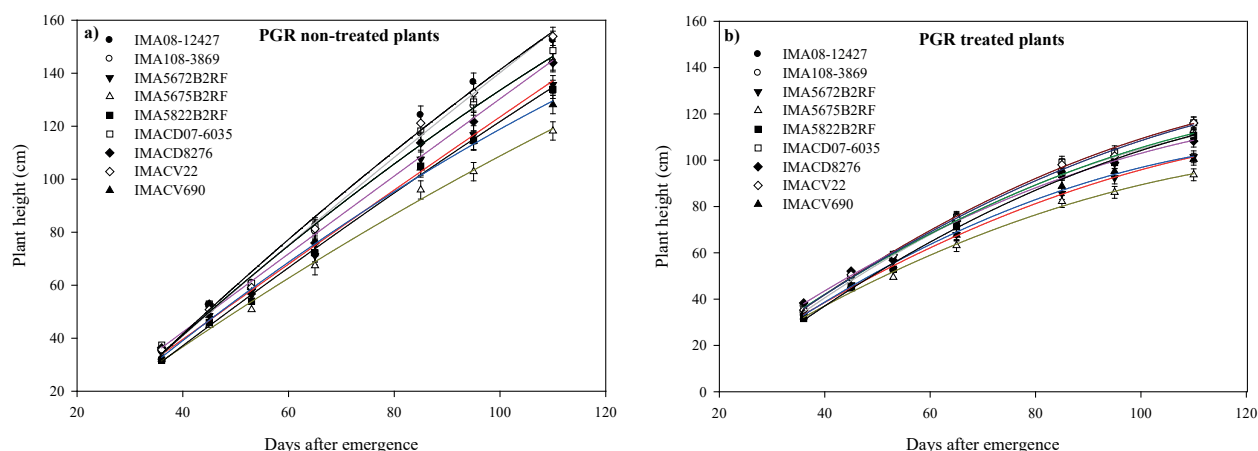 a)
PGR non-treated plants
IMA08-12427
IMA108-3869
IMA5672B2RF
IMA5675B2RF
IMA5822B2RF
IMACD07-6035
IMACD8276
IMACV22
IMACV690
Plant height (cm)
160
140
120
100
80
60
40
20
20 40 60 80 100 120
Days after emergence
b)
PGR treated plants
IMA08-12427
IMA108-3869
IMA5672B2RF
IMA5675B2RF
IMA5822B2RF
IMACD07-6035
IMACD8276
IMACV22
IMACV690
Plant height (cm)
160
140
120
100
80
60
40
20
0
20 40 60 80 100 120
Days after emergence